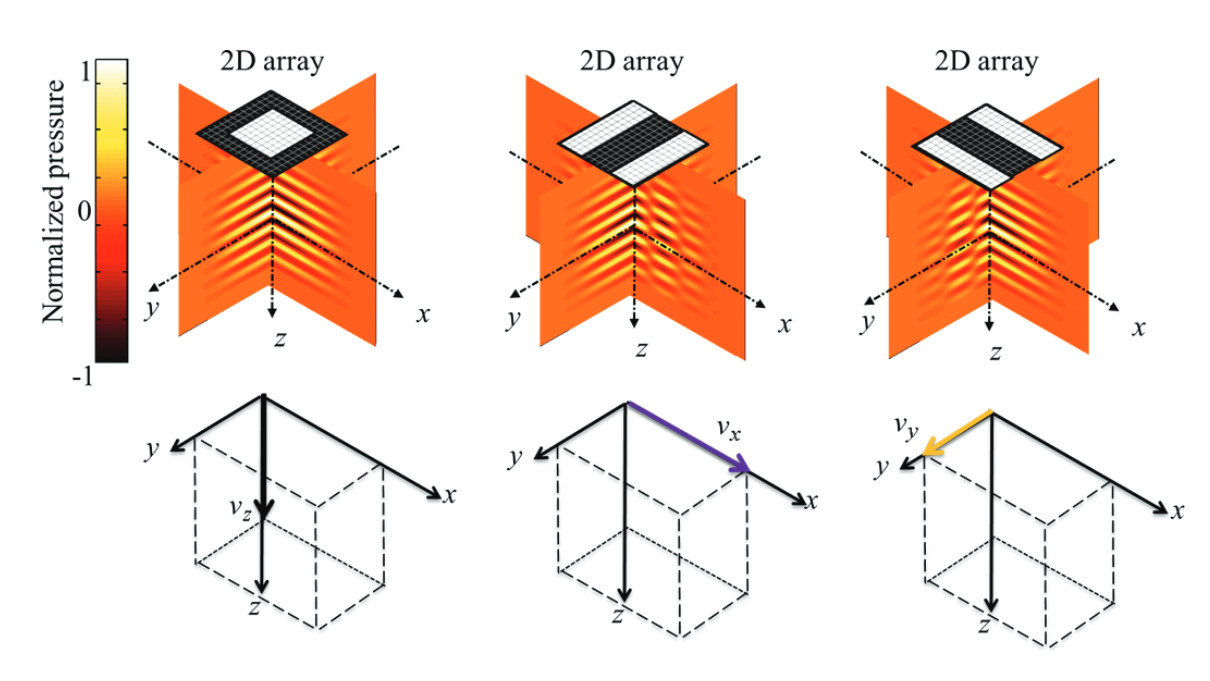 2D array
2D array
2D array
Normalized pressure
1
0
-1
y
x
z
y
x
z
y
x
z
y
x
v_z
z
y
x
v_x
z
y
x
v_y
z